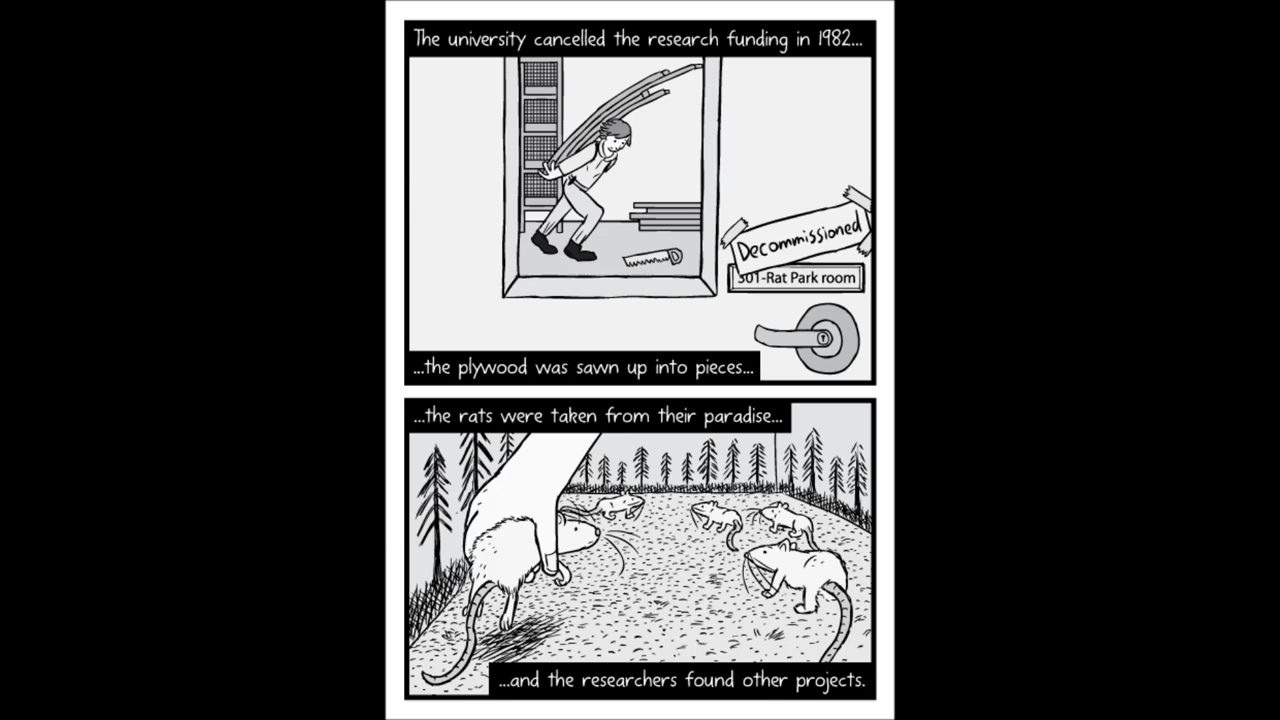 The university cancelled the research funding in 1982...
Decommissioned
301-Rat Park room
...the plywood was sawn up into pieces...
...the rats were taken from their paradise...
...and the researchers found other projects.